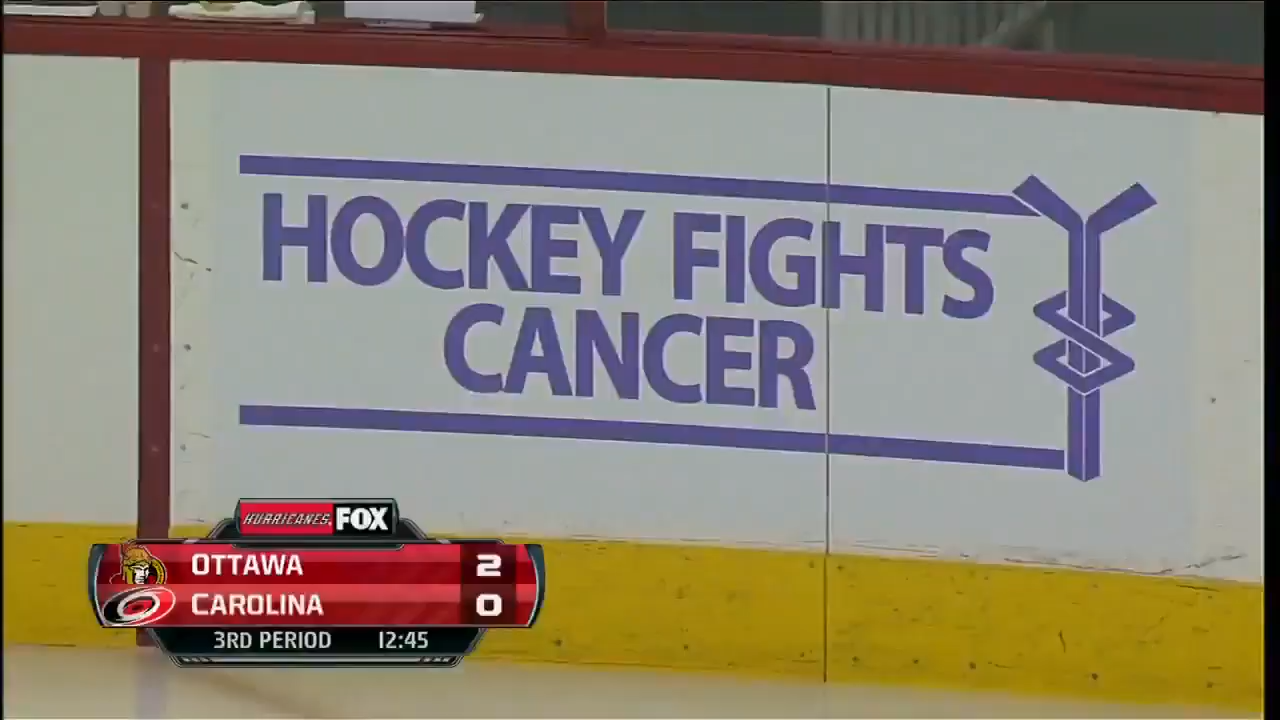 HOCKEY FIGHTS
CANCER
HURRICANES FOX
OTTAWA 2
CAROLINA 0
3RD PERIOD 12:45